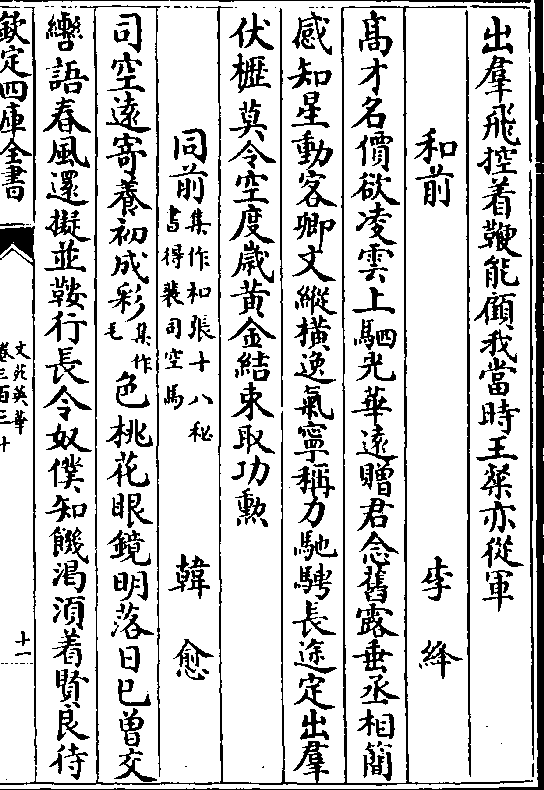 出羣飛控着鞭能顧我當時王粲亦從軍
和前　李絳
髙才名價欲凌雲上駟光華逺贈君念舊露垂丞相簡
感知星動客卿文縱横逸氣寧稱力馳騁長途定出羣
伏櫪莫令空度歲黄金結束取功勲
同前集作和張十八秘書得裴司空馬　韓愈
司空逺寄養初成彩集作毛色桃花眼鏡明落日已曾交
轡語春風還擬並鞍行長令奴僕知饑渴湏着賢良待
欽定四庫全書
文苑英華
卷三百三十
十一